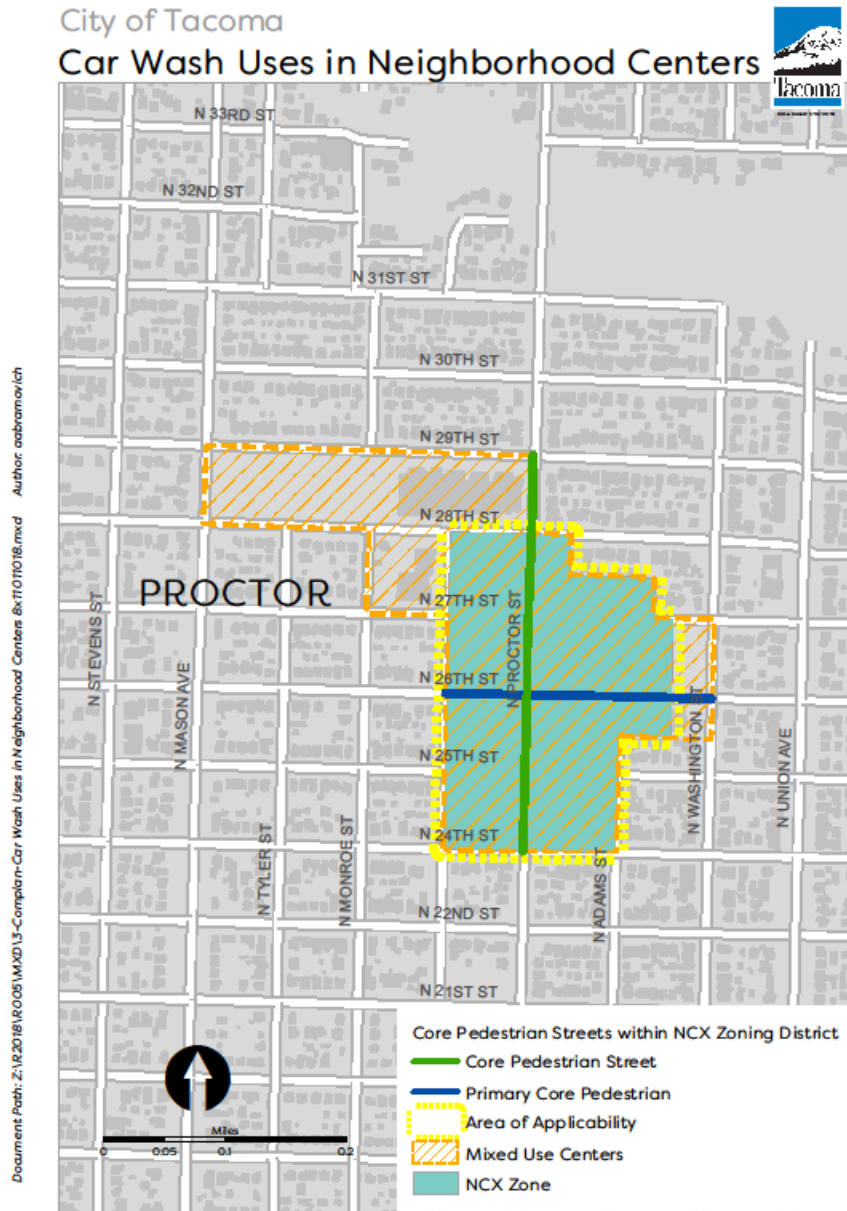 City of Tacoma
Car Wash Uses in Neighborhood Centers
Tacoma
N 33RD ST
N 32ND ST
N 31ST ST
N 30TH ST
N 29TH ST
N 28TH ST
PROCTOR
N 27TH ST
N PROCTOR ST
N STEVENS ST
N MASON AVE
N 26TH ST
N WASHINGTON ST
N UNION AVE
N 25TH ST
N 24TH ST
N TYLER ST
N MONROE ST
N ADAMS ST
N 22ND ST
N 21ST ST
Core Pedestrian Streets within NCX Zoning District
Core Pedestrian Street
Primary Core Pedestrian
Area of Applicability
Mixed Use Centers
NCX Zone
Miles
0 0.05 0.1 0.2
Document Path: Z:\R2018\R005\MXD\3-Complan-Car Wash Uses in Neighborhood Centers 8x11011018.mxd Author: aabramovich